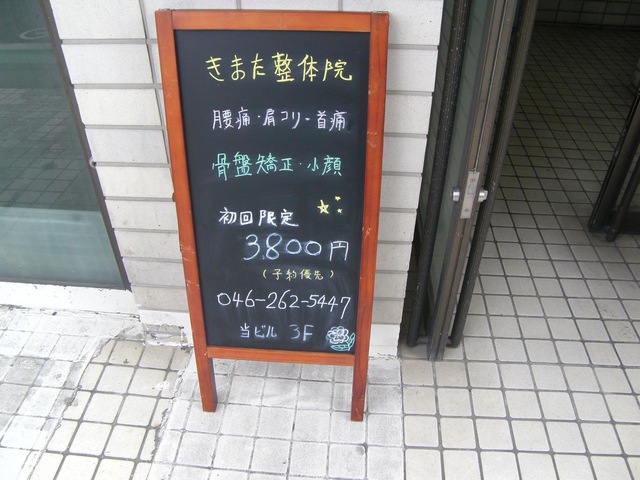 きまた整体院
腰痛・肩コリ・首痛
骨盤矯正・小顔
初回限定
3,800円
(予約優先)
046-262-5447
当ビル 3F